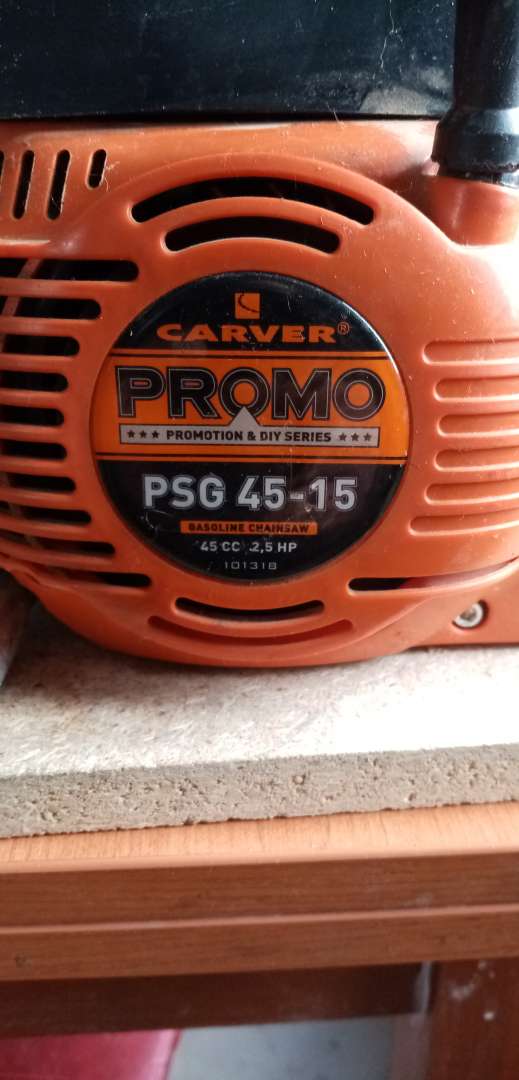 CARVER®
PROMO
★★★ PROMOTION & DIY SERIES ★★★
PSG 45-15
GASOLINE CHAINSAW
45 CC 2,5 HP
101318